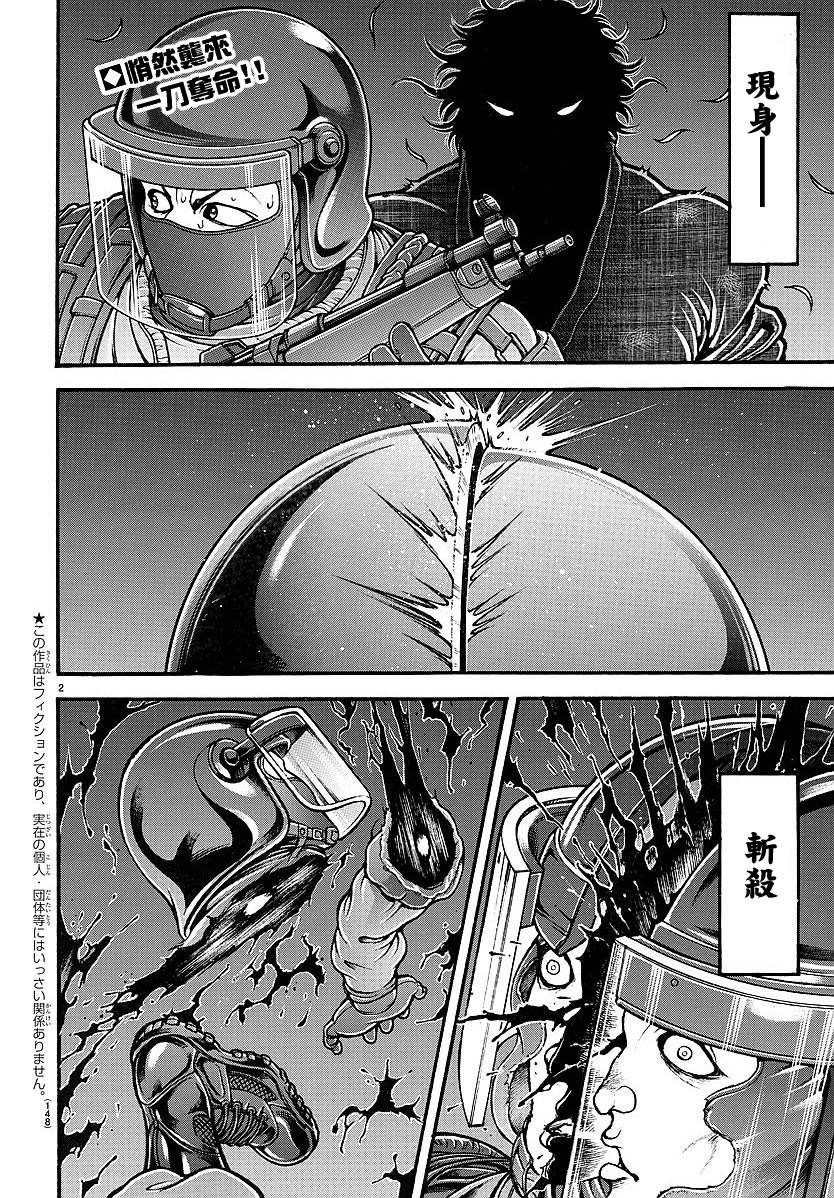 現身——
◆悄然襲來
一刀奪命!!
斬殺
2
★この作品はフィクションであり、実在の個人・団体等にはいっさい関係ありません。
(148)